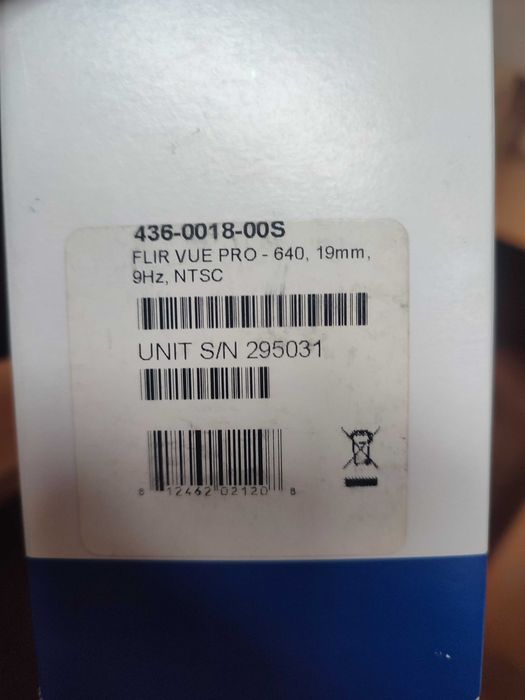 436-0018-00S
FLIR VUE PRO - 640, 19mm,
9Hz, NTSC
UNIT S/N 295031
8 12462 02120 8